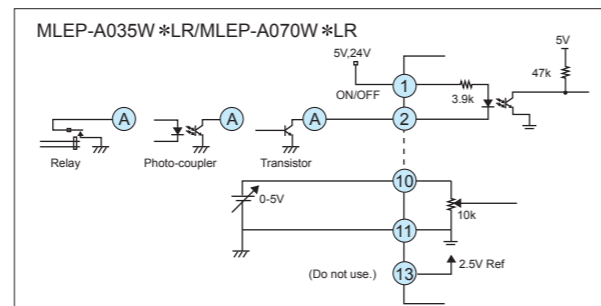 MLEP-A035W *LR/MLEP-A070W *LR
5V,24V
5V
1
47k
ON/OFF
3.9k
A
A
A
2
Relay
Photo-coupler
Transistor
10
0-5V
10k
11
2.5V Ref
(Do not use.)
13